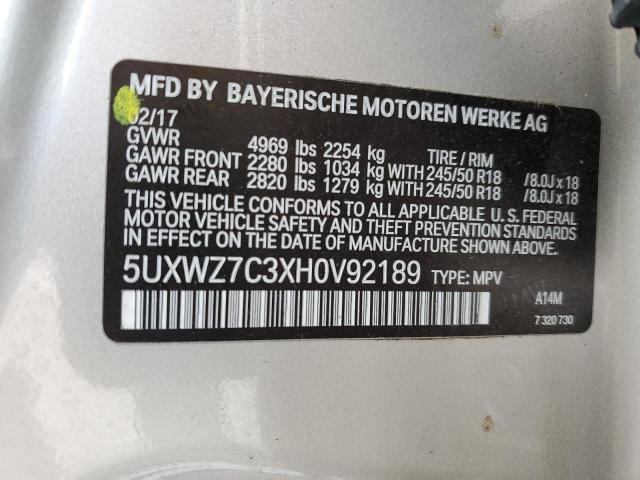 MFD BY BAYERISCHE MOTOREN WERKE AG
02/17
GVWR 4969 lbs 2254 kg TIRE / RIM
GAWR FRONT 2280 lbs 1034 kg WITH 245/50 R18 /8.0J x 18
GAWR REAR 2820 lbs 1279 kg WITH 245/50 R18 /8.0J x 18
THIS VEHICLE CONFORMS TO ALL APPLICABLE U. S. FEDERAL
MOTOR VEHICLE SAFETY AND THEFT PREVENTION STANDARDS
IN EFFECT ON THE DATE OF MANUFACTURE SHOWN ABOVE.
5UXWZ7C3XH0V92189 TYPE: MPV
A14M
7 320 730